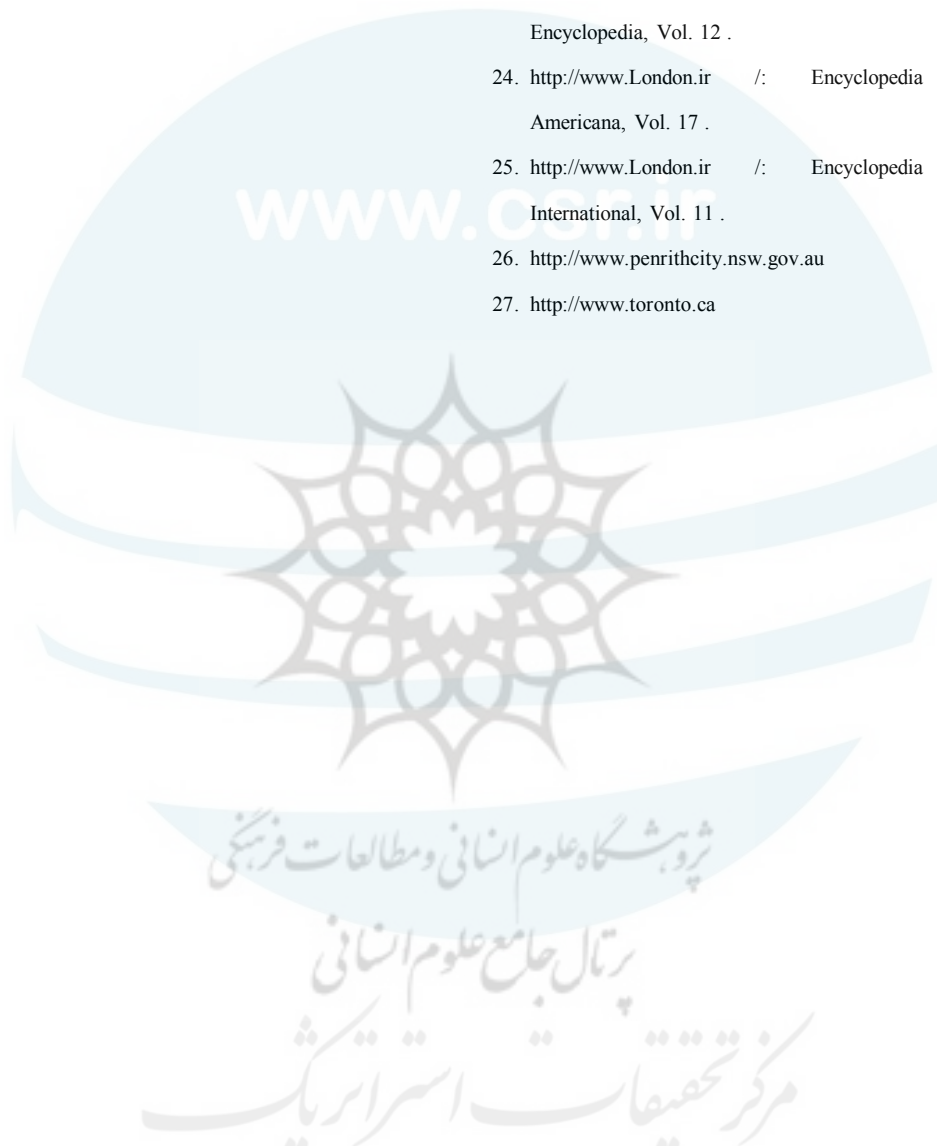 Encyclopedia, Vol. 12 .
24. http://www.London.ir /: Encyclopedia
Americana, Vol. 17 .
25. http://www.London.ir /: Encyclopedia
International, Vol. 11 .
www.csr.ir
26. http://www.penrithcity.nsw.gov.au
27. http://www.toronto.ca
پژوهشگاه علوم انسانی و مطالعات فرهنگی
پرتال جامع علوم انسانی
مرکز تحقیقات استراتژیک